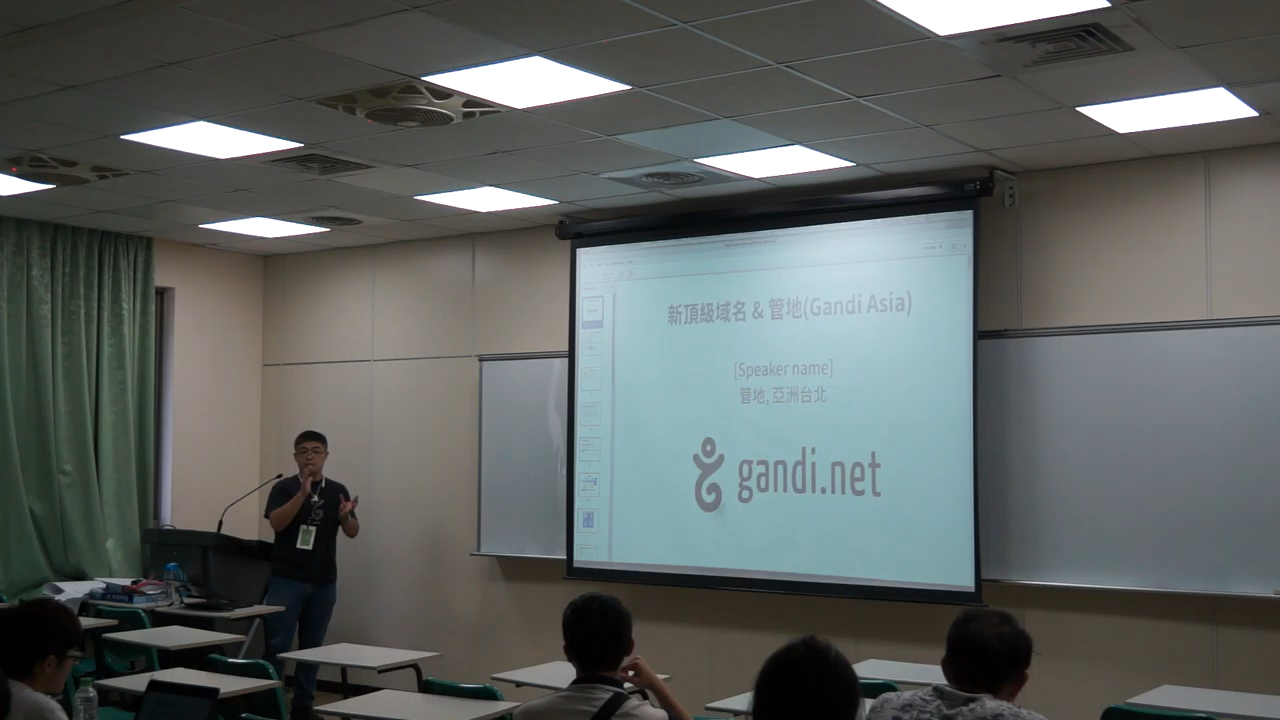 新頂級域名 & 管地(Gandi Asia)
[Speaker name]
管地, 亞洲台北
gandi.net